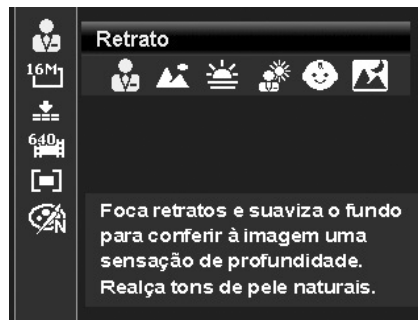 Retrato
16M
640
N
Foca retratos e suaviza o fundo
para conferir à imagem uma
sensação de profundidade.
Realça tons de pele naturais.